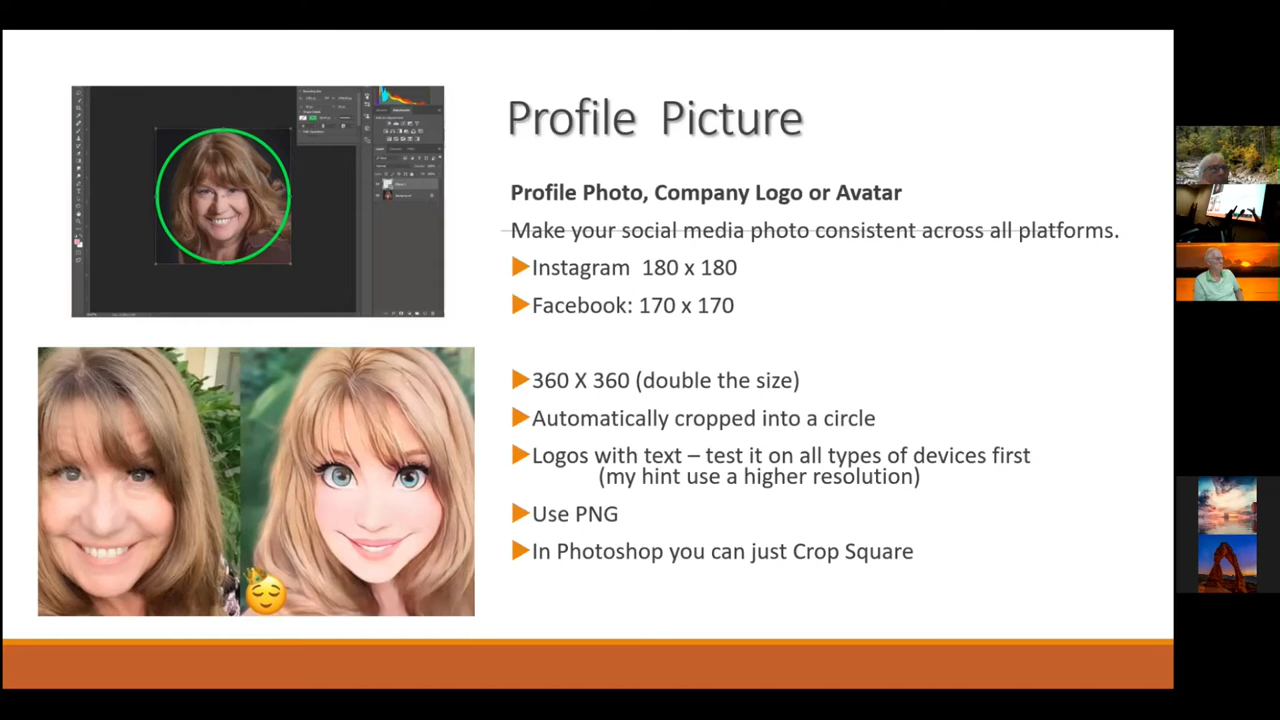 Profile Picture
Profile Photo, Company Logo or Avatar
Make your social media photo consistent across all platforms.
Instagram 180 x 180
Facebook: 170 x 170
360 X 360 (double the size)
Automatically cropped into a circle
Logos with text – test it on all types of devices first
(my hint use a higher resolution)
Use PNG
In Photoshop you can just Crop Square